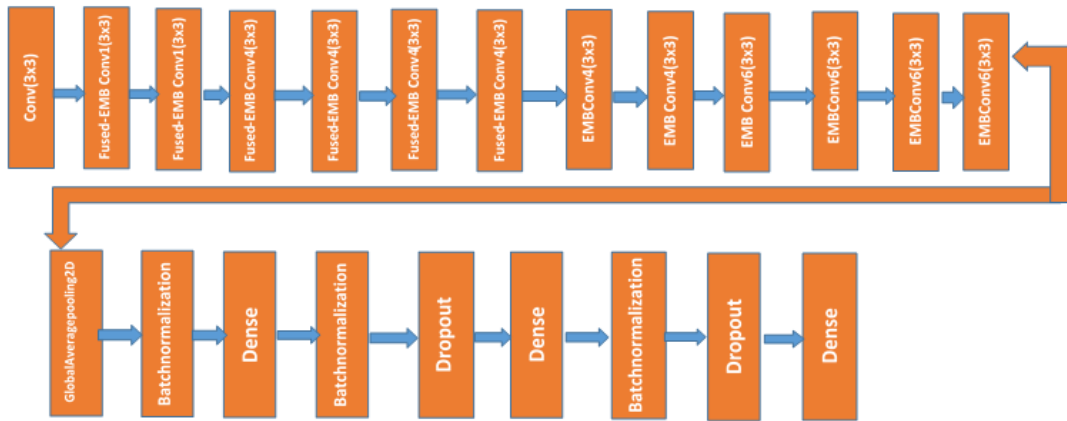 Conv(3x3)
Fused-EMB Conv1(3x3)
Fused-EMB Conv1(3x3)
Fused-EMB Conv4(3x3)
Fused-EMB Conv4(3x3)
Fused-EMB Conv4(3x3)
Fused-EMB Conv4(3x3)
EMBConv4(3x3)
EMB Conv4(3x3)
EMB Conv6(3x3)
EMBConv6(3x3)
EMBConv6(3x3)
EMBConv6(3x3)
GlobalAveragepooling2D
Batchnormalization
Dense
Batchnormalization
Dropout
Dense
Batchnormalization
Dropout
Dense